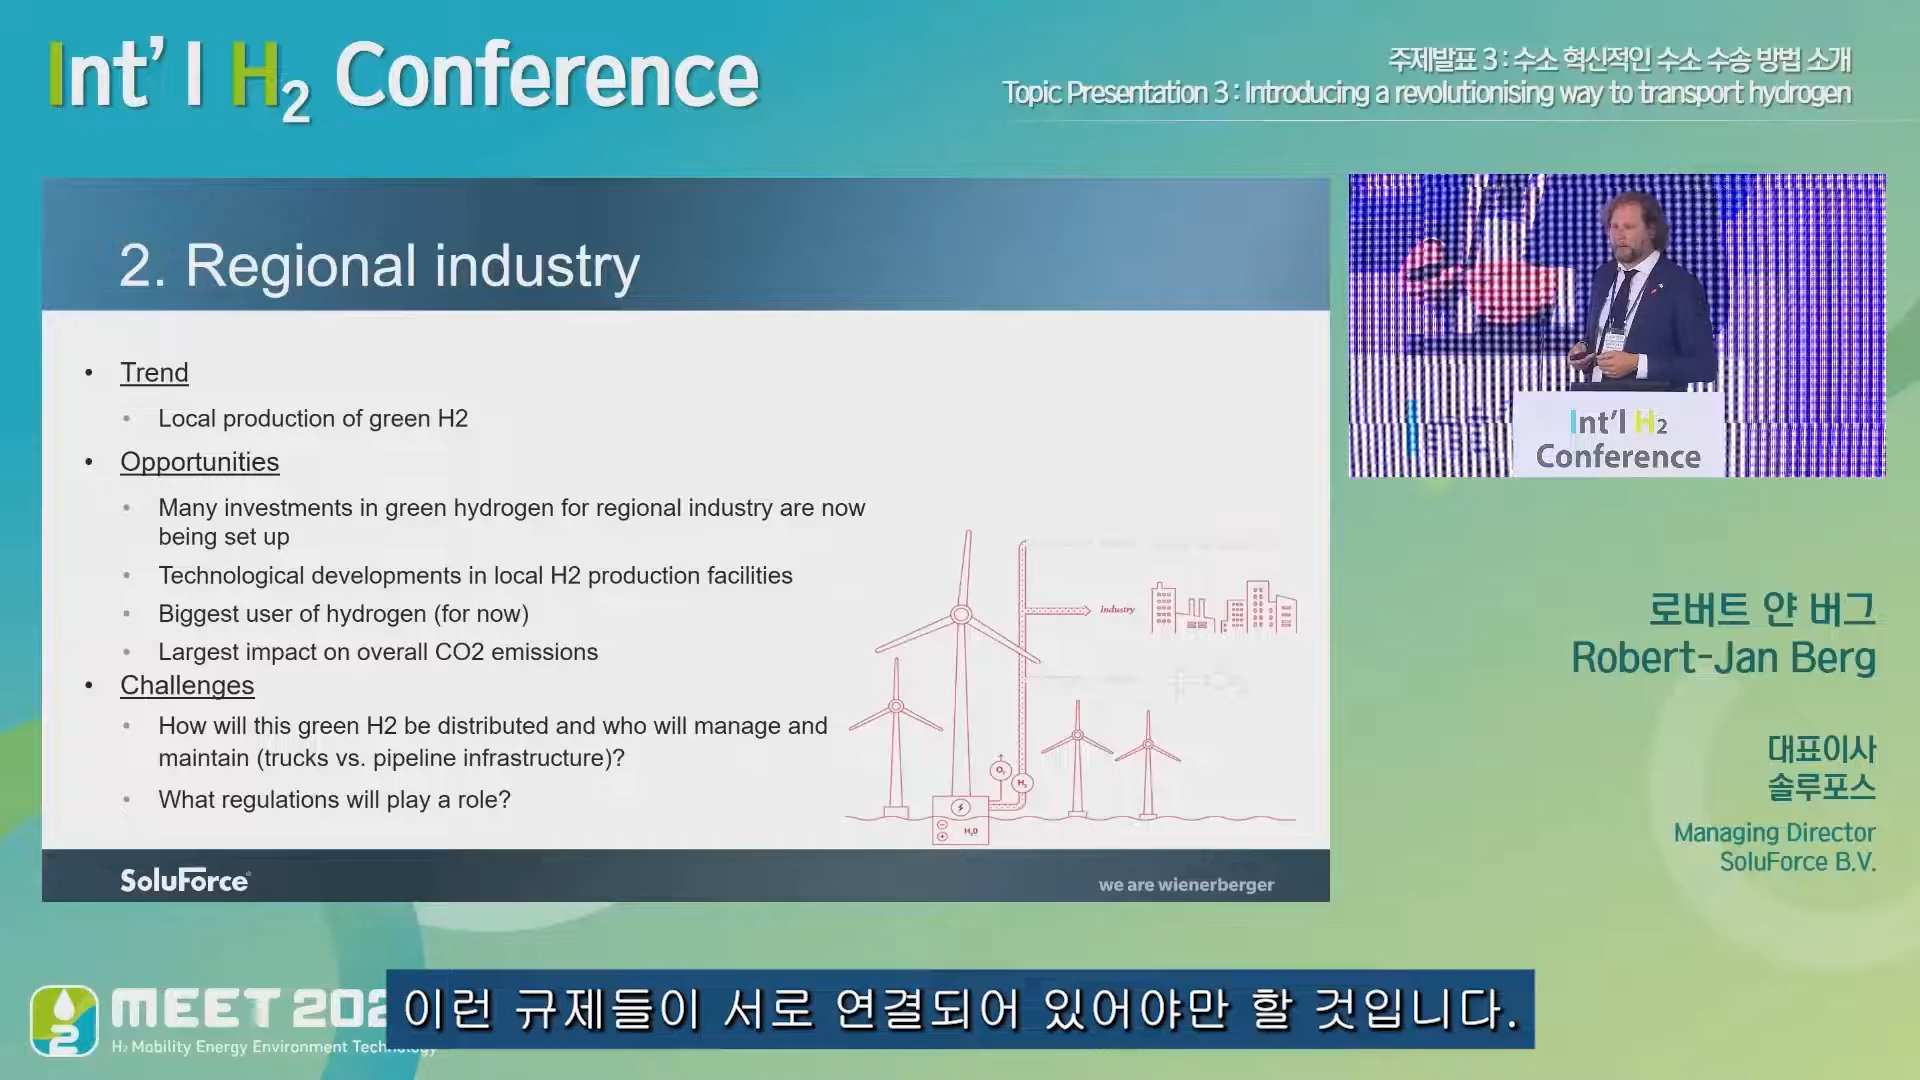 Int' l H2 Conference
주제발표 3 : 수소 혁신적인 수소 수송 방법 소개
Topic Presentation 3 : Introducing a revolutionising way to transport hydrogen
2. Regional industry
• Trend
• Local production of green H2
• Opportunities
• Many investments in green hydrogen for regional industry are now
being set up
• Technological developments in local H2 production facilities
• Biggest user of hydrogen (for now)
• Largest impact on overall CO2 emissions
• Challenges
• How will this green H2 be distributed and who will manage and
maintain (trucks vs. pipeline infrastructure)?
• What regulations will play a role?
Industry
O2
H2
H2O
SoluForce
we are wienerberger
Int'l H2
Conference
로버트 얀 버그
Robert-Jan Berg
대표이사
솔루포스
Managing Director
SoluForce B.V.
2
MEET 202
H2 Mobility Energy Environment Technology
이런 규제들이 서로 연결되어 있어야만 할 것입니다.